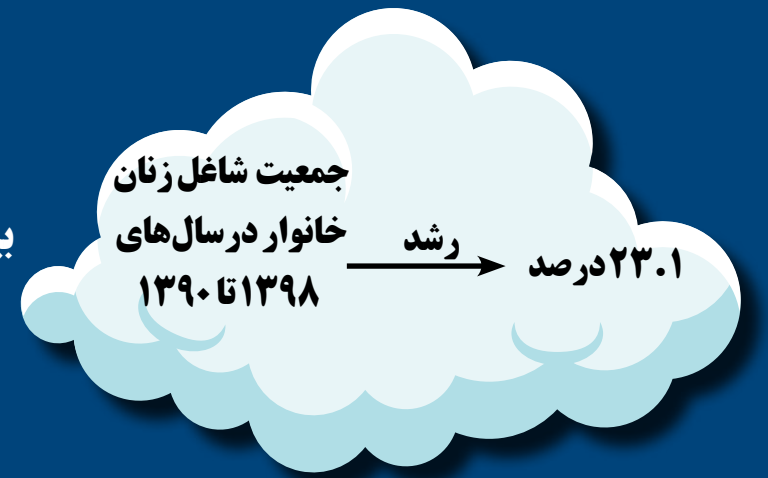 جمعیت شاغل زنان
خانوار در سال‌های
۱۳۹۸ تا ۱۳۹۰
رشد
۲۳.۱ درصد